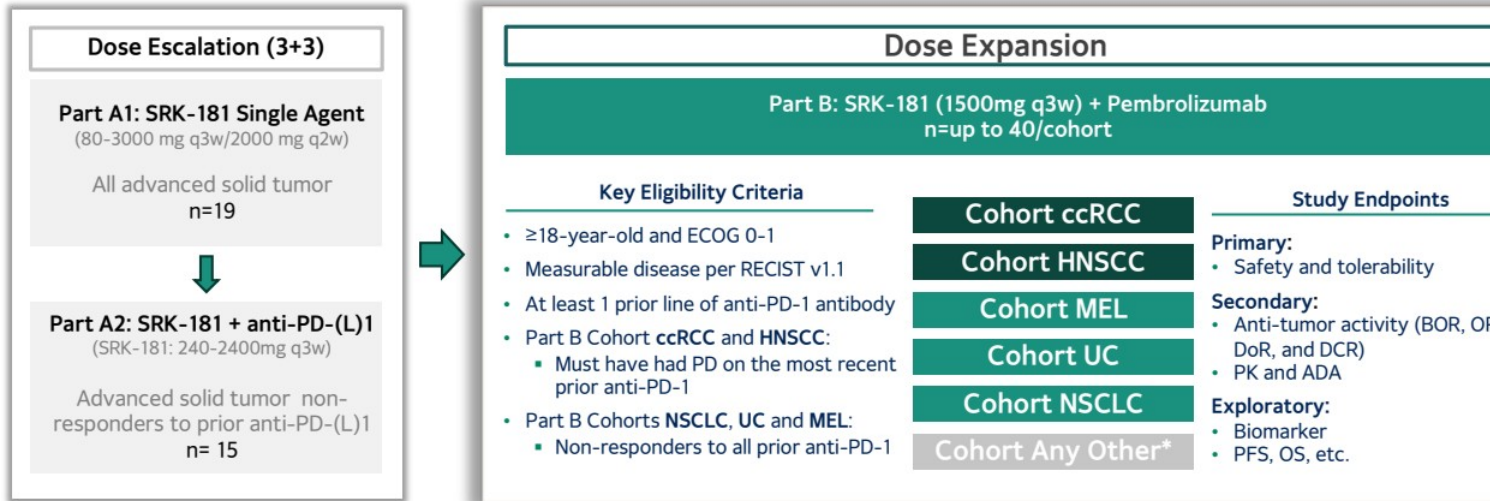 Dose Escalation (3+3)
Part A1: SRK-181 Single Agent
(80-3000 mg q3w/2000 mg q2w)
All advanced solid tumor
n=19
Part A2: SRK-181 + anti-PD-(L)1
(SRK-181: 240-2400mg q3w)
Advanced solid tumor non-
responders to prior anti-PD-(L)1
n= 15
Dose Expansion
Part B: SRK-181 (1500mg q3w) + Pembrolizumab
n=up to 40/cohort
Key Eligibility Criteria
• ≥18-year-old and ECOG 0-1
• Measurable disease per RECIST v1.1
• At least 1 prior line of anti-PD-1 antibody
• Part B Cohort ccRCC and HNSCC:
▪ Must have had PD on the most recent
prior anti-PD-1
• Part B Cohorts NSCLC, UC and MEL:
▪ Non-responders to all prior anti-PD-1
Cohort ccRCC
Cohort HNSCC
Cohort MEL
Cohort UC
Cohort NSCLC
Cohort Any Other*
Study Endpoints
Primary:
• Safety and tolerability
Secondary:
• Anti-tumor activity (BOR,
DoR, and DCR)
• PK and ADA
Exploratory:
• Biomarker
• PFS, OS, etc.